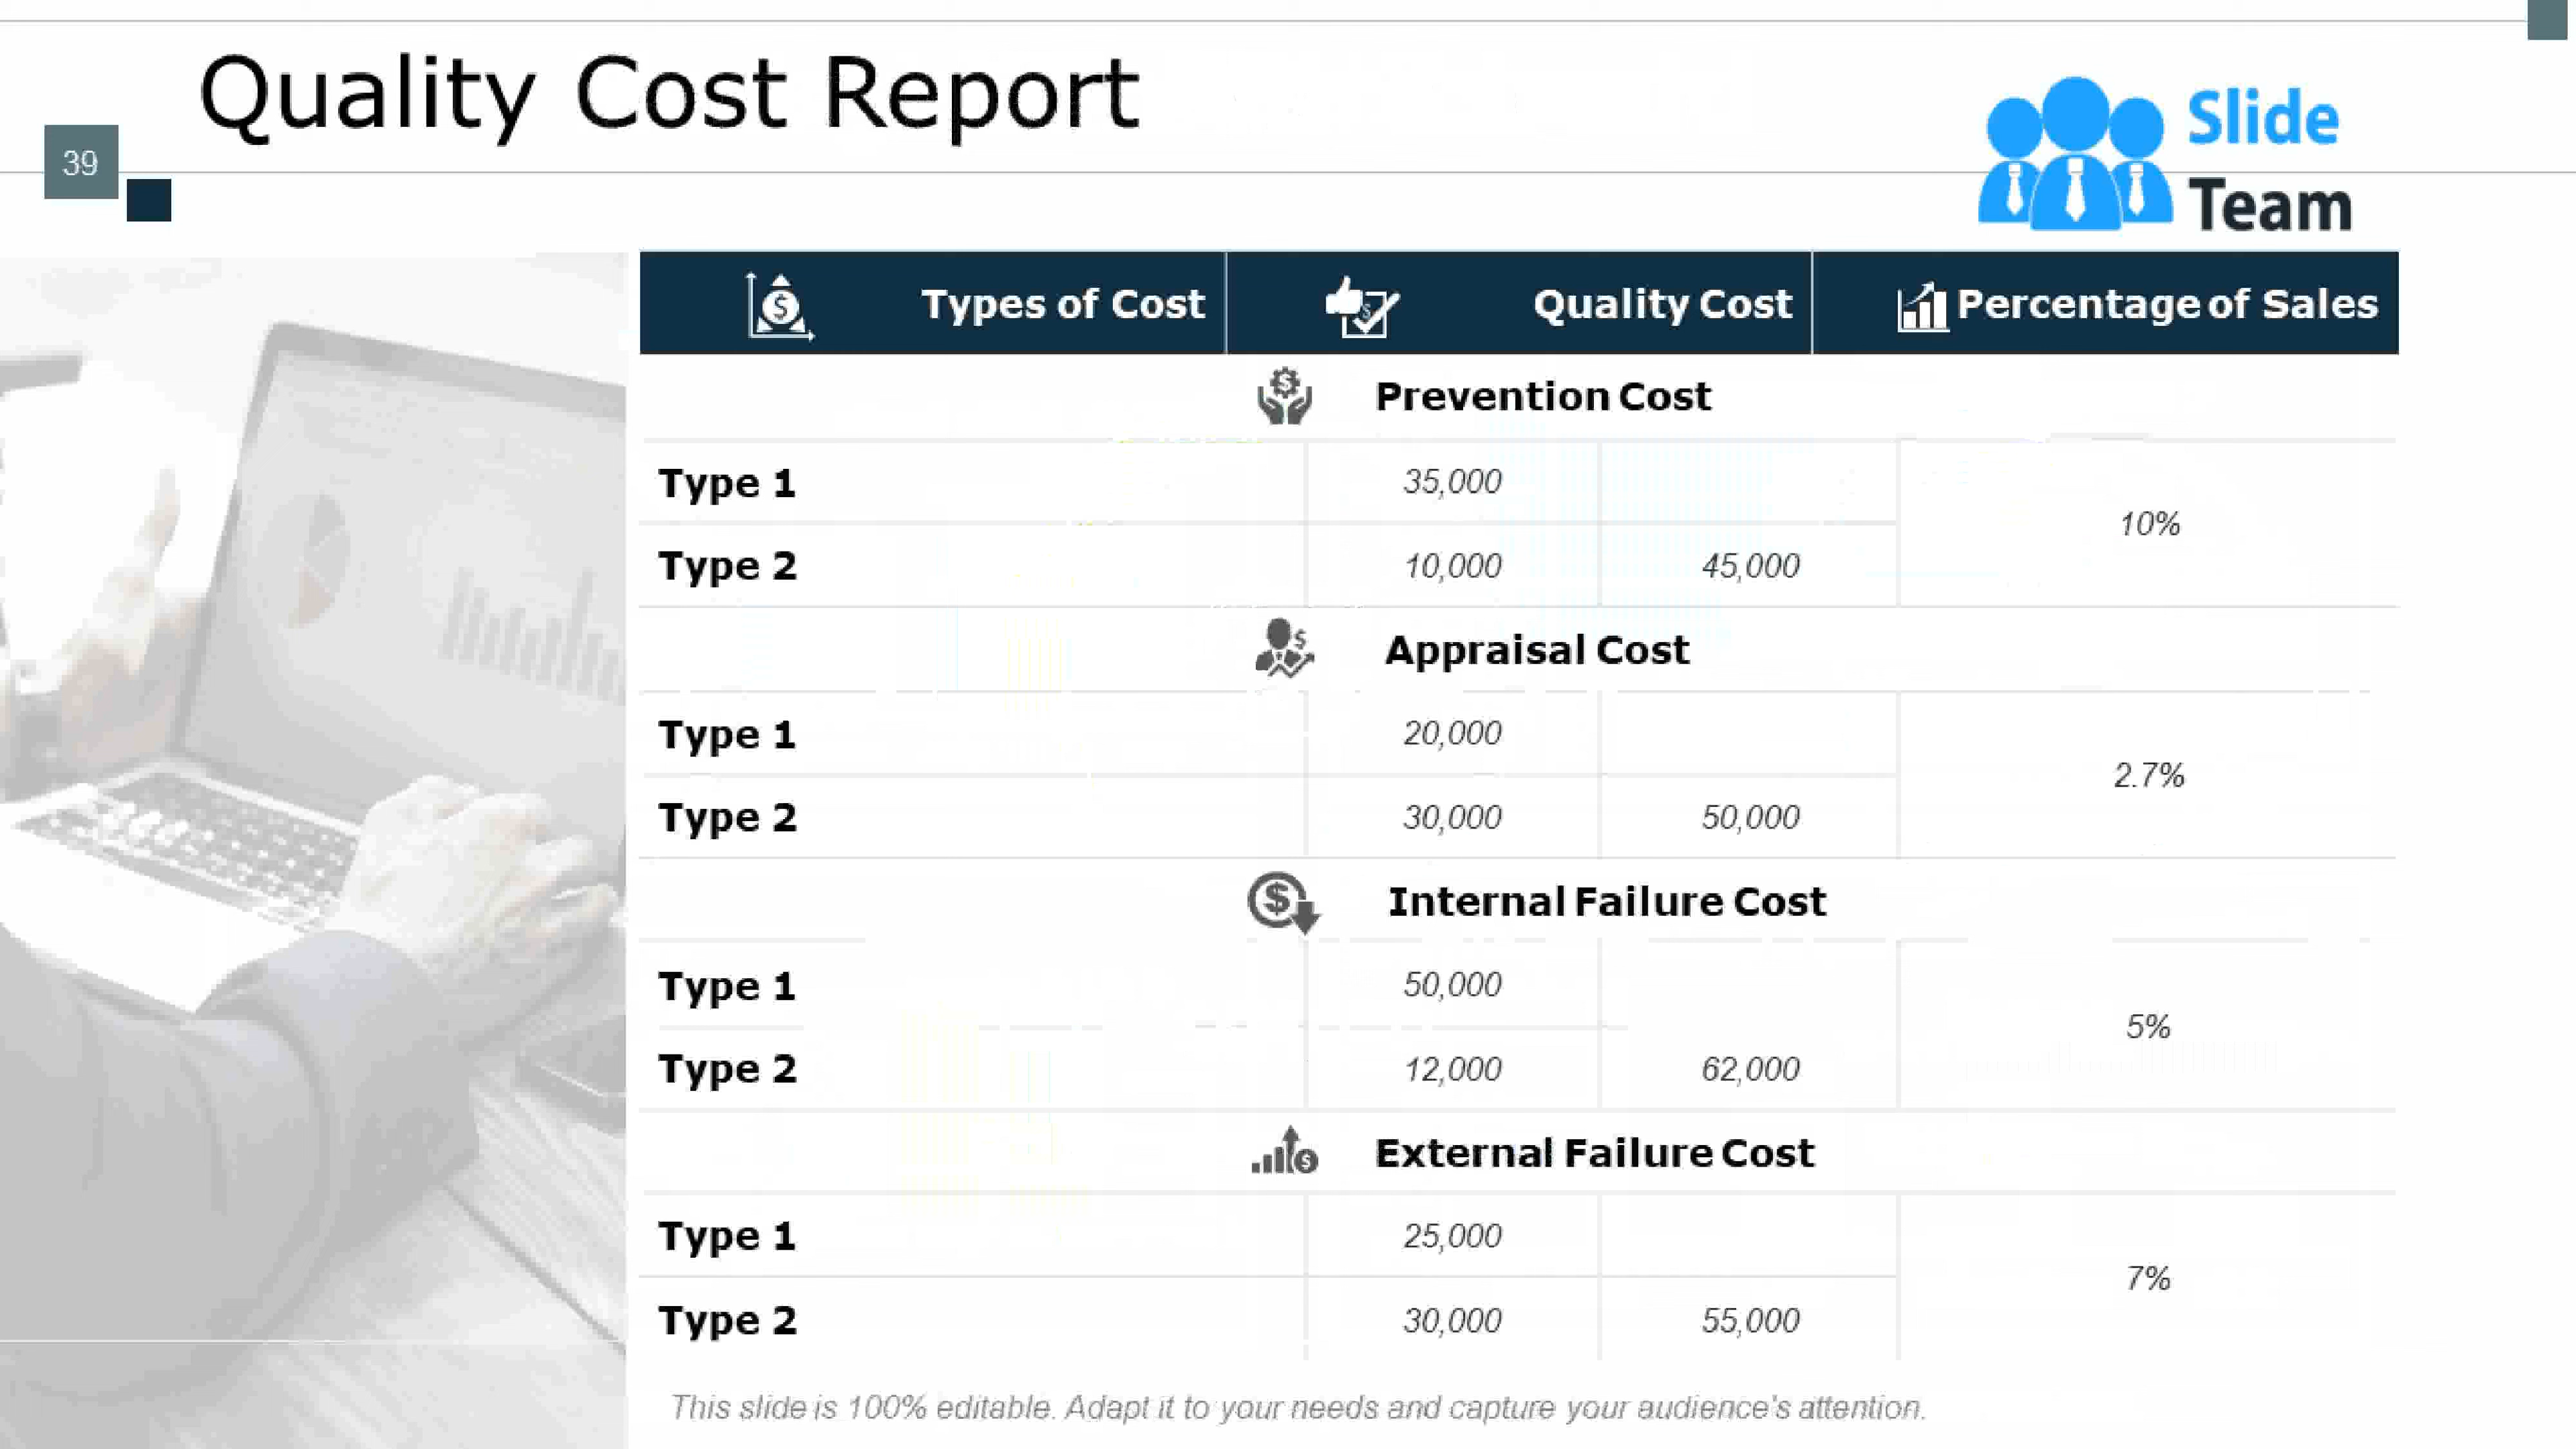 Quality Cost Report
39
Slide
Team
Types of Cost Quality Cost Percentage of Sales
Prevention Cost
Type 1 35,000
10%
Type 2 10,000 45,000
Appraisal Cost
Type 1 20,000
2.7%
Type 2 30,000 50,000
Internal Failure Cost
Type 1 50,000
5%
Type 2 12,000 62,000
External Failure Cost
Type 1 25,000
7%
Type 2 30,000 55,000
This slide is 100% editable. Adapt it to your needs and capture your audience's attention.